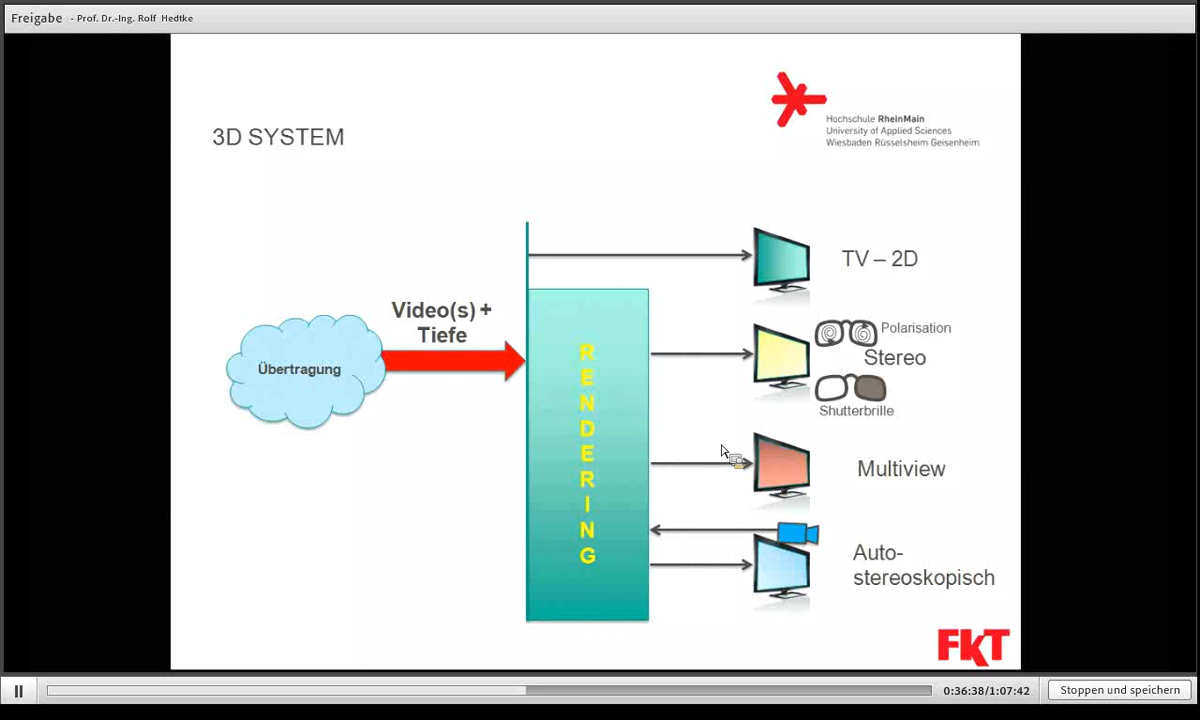 Freigabe - Prof. Dr.-Ing. Rolf Hedtke
3D SYSTEM
Hochschule RheinMain
University of Applied Sciences
Wiesbaden Rüsselsheim Geisenheim
TV – 2D
Video(s) +
Tiefe
Übertragung
RENDERING
Polarisation
Stereo
Shutterbrille
Multiview
Auto-
stereoskopisch
FKT
0:36:38/1:07:42
Stoppen und speichern